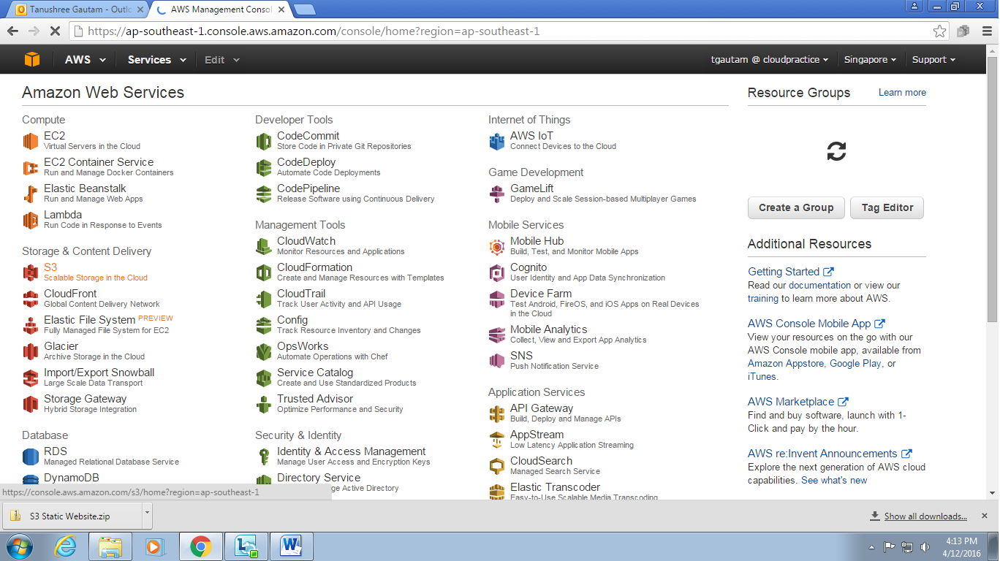 Tanushree Gautam - Outlo
AWS Management Consol
https://ap-southeast-1.console.aws.amazon.com/console/home?region=ap-southeast-1
AWS Services Edit tgautam @ cloudpractice Singapore Support
Amazon Web Services
Compute
EC2
Virtual Servers in the Cloud
EC2 Container Service
Run and Manage Docker Containers
Elastic Beanstalk
Run and Manage Web Apps
Lambda
Run Code in Response to Events
Storage & Content Delivery
S3
Scalable Storage in the Cloud
CloudFront
Global Content Delivery Network
Elastic File System PREVIEW
Fully Managed File System for EC2
Glacier
Archive Storage in the Cloud
Import/Export Snowball
Large Scale Data Transport
Storage Gateway
Hybrid Storage Integration
Database
RDS
Managed Relational Database Service
DynamoDB
Developer Tools
CodeCommit
Store Code in Private Git Repositories
CodeDeploy
Automate Code Deployments
CodePipeline
Release Software using Continuous Delivery
Management Tools
CloudWatch
Monitor Resources and Applications
CloudFormation
Create and Manage Resources with Templates
CloudTrail
Track User Activity and API Usage
Config
Track Resource Inventory and Changes
OpsWorks
Automate Operations with Chef
Service Catalog
Create and Use Standardized Products
Trusted Advisor
Optimize Performance and Security
Security & Identity
Identity & Access Management
Manage User Access and Encryption Keys
Directory Service
ge Active Directory
Internet of Things
AWS IoT
Connect Devices to the Cloud
Game Development
GameLift
Deploy and Scale Session-based Multiplayer Games
Mobile Services
Mobile Hub
Build, Test, and Monitor Mobile Apps
Cognito
User Identity and App Data Synchronization
Device Farm
Test Android, FireOS, and iOS Apps on Real Devices
in the Cloud
Mobile Analytics
Collect, View and Export App Analytics
SNS
Push Notification Service
Application Services
API Gateway
Build, Deploy and Manage APIs
AppStream
Low Latency Application Streaming
CloudSearch
Managed Search Service
Elastic Transcoder
Easy-to-Use Scalable Media Transcoding
Resource Groups Learn more
Create a Group Tag Editor
Additional Resources
Getting Started
Read our documentation or view our
training to learn more about AWS.
AWS Console Mobile App
View your resources on the go with our
AWS Console mobile app, available from
Amazon Appstore, Google Play, or
iTunes.
AWS Marketplace
Find and buy software, launch with 1-
Click and pay by the hour.
AWS re:Invent Announcements
Explore the next generation of AWS cloud
capabilities. See what's new
https://console.aws.amazon.com/s3/home?region=ap-southeast-1
S3 Static Website.zip
Show all downloads...
4:13 PM
4/12/2016